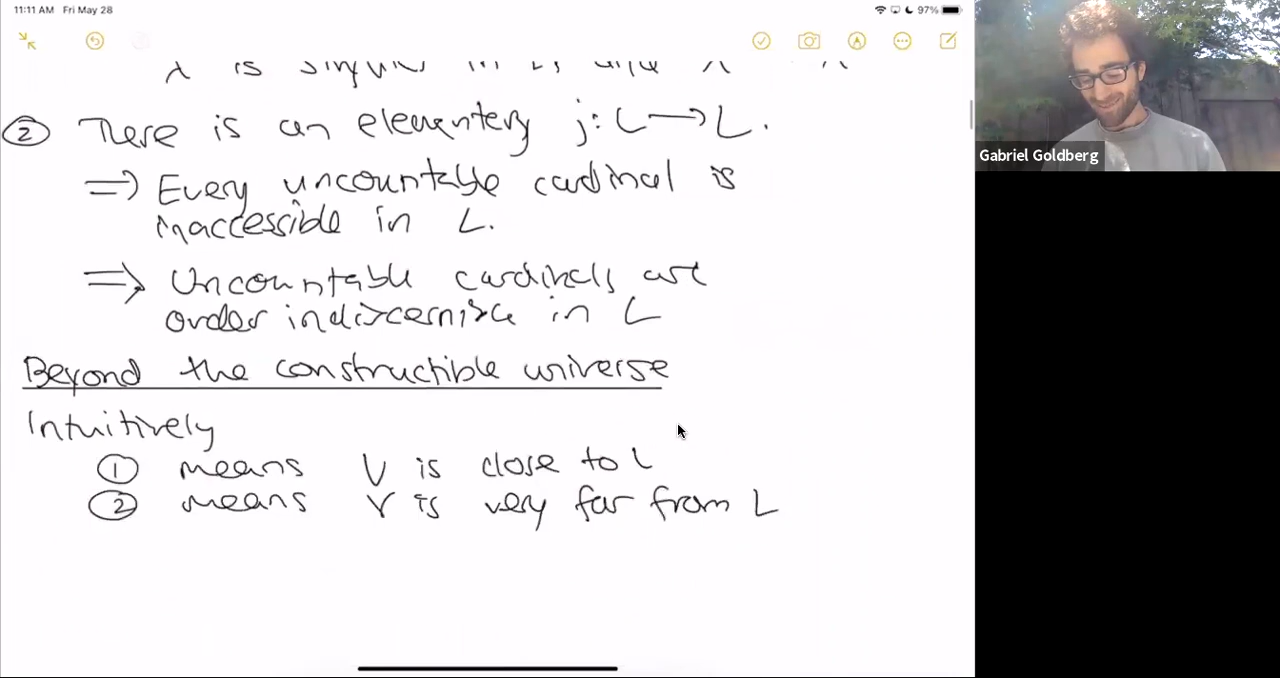 11:11 AM Fri May 28
97%
λ is
② There is an elementary j: L → L.
⇒ Every uncountable cardinal is
inaccessible in L.
⇒ Uncountable cardinals are
order indiscernible in L
Beyond the constructible universe
Intuitively
① means V is close to L
② means V is very far from L
Gabriel Goldberg